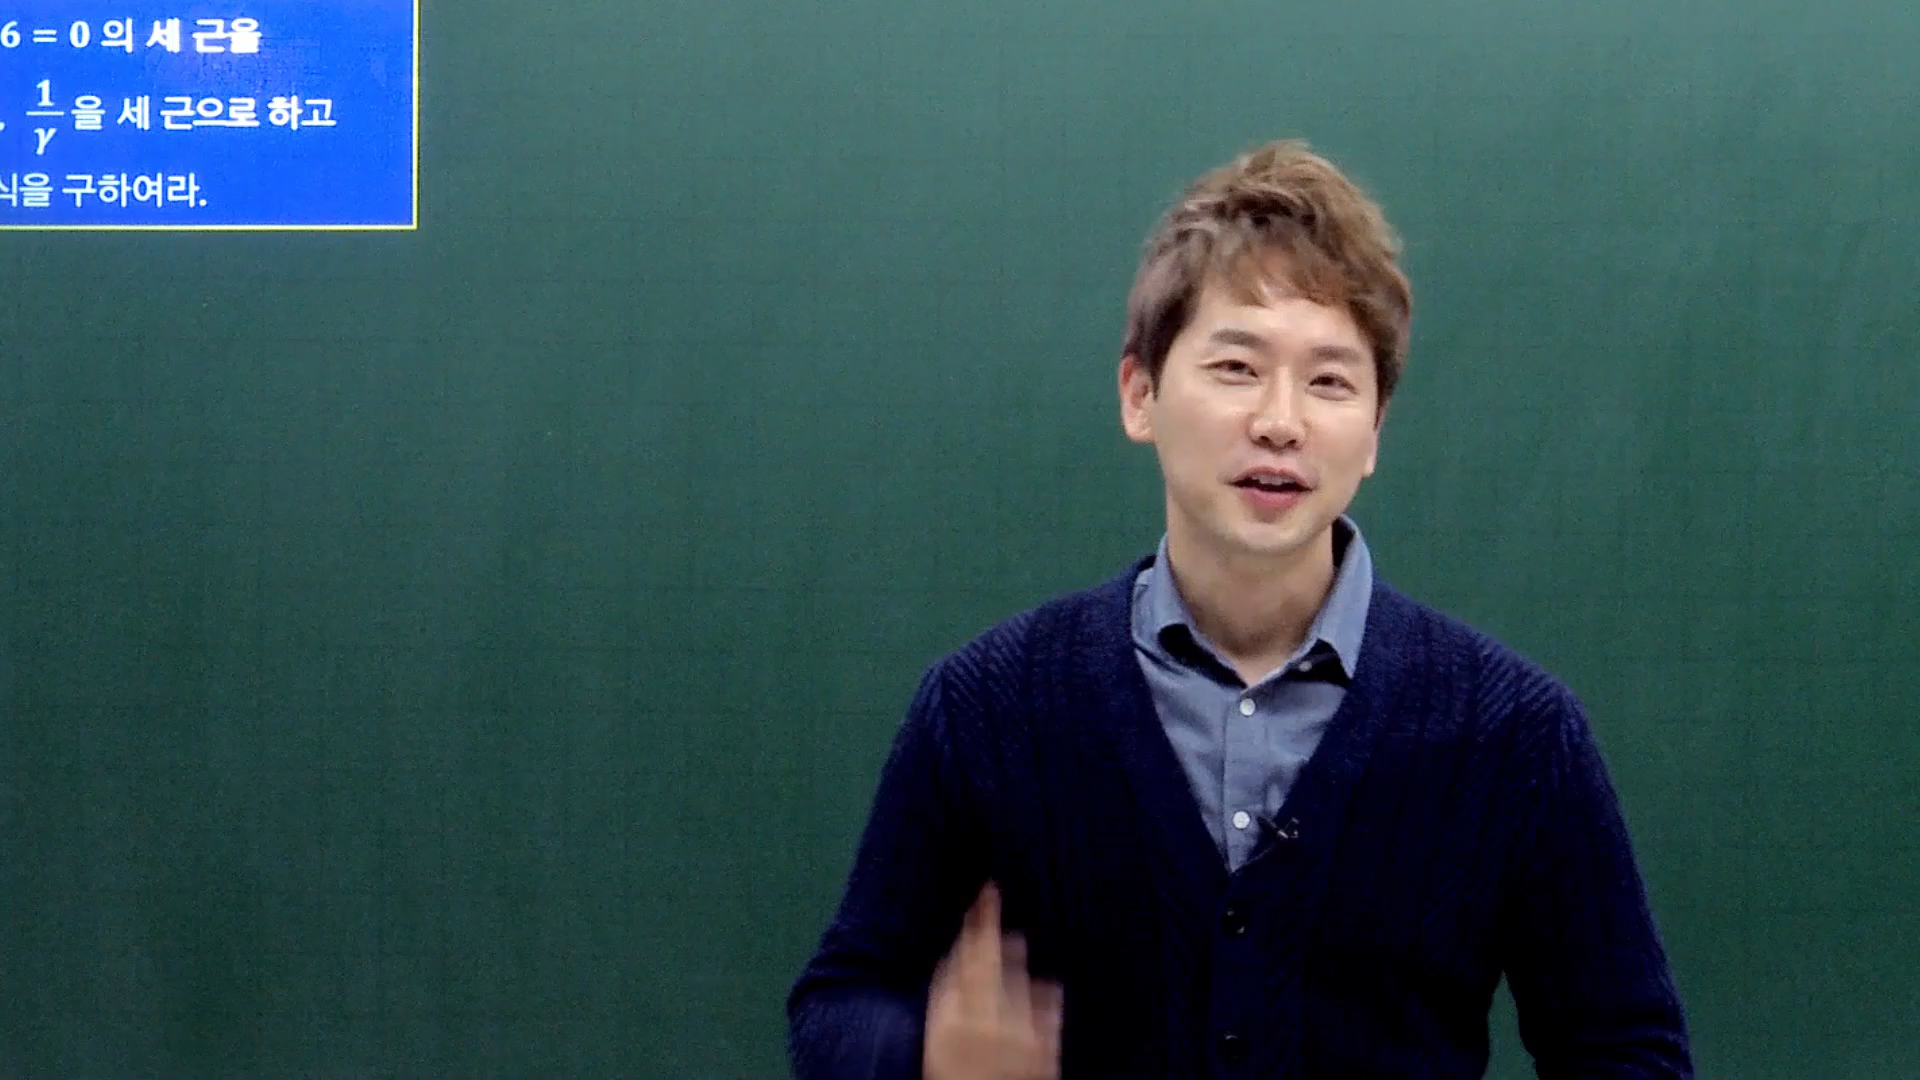 6 = 0 의 세 근을
, 1/γ 을 세 근으로 하고
식을 구하여라.